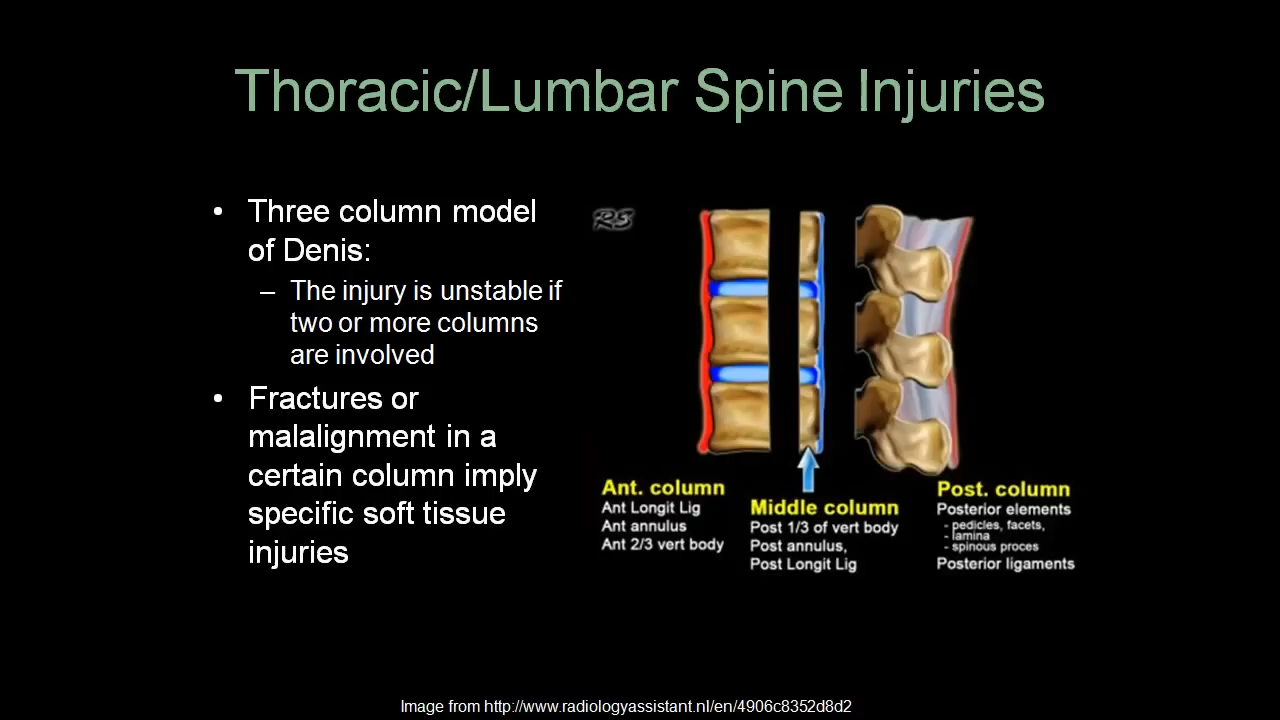 Thoracic/Lumbar Spine Injuries
• Three column model
of Denis:
– The injury is unstable if
two or more columns
are involved
• Fractures or
malalignment in a
certain column imply
specific soft tissue
injuries
RS
Ant. column
Ant Longit Lig
Ant annulus
Ant 2/3 vert body
Middle column
Post 1/3 of vert body
Post annulus,
Post Longit Lig
Post. column
Posterior elements
- pedicles, facets,
- lamina
- spinous proces
Posterior ligaments
Image from http://www.radiologyassistant.nl/en/4906c8352d8d2